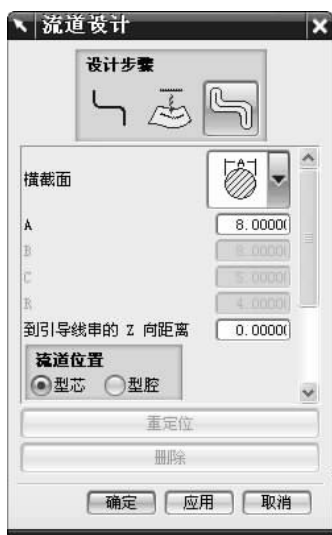 流道设计
设计步骤
横截面
A
A 8.0000
B 8.0000
C 5.0000
R 4.0000
到引导线串的 Z 向距离 0.0000
流道位置
型芯 型腔
重定位
删除
确定 应用 取消